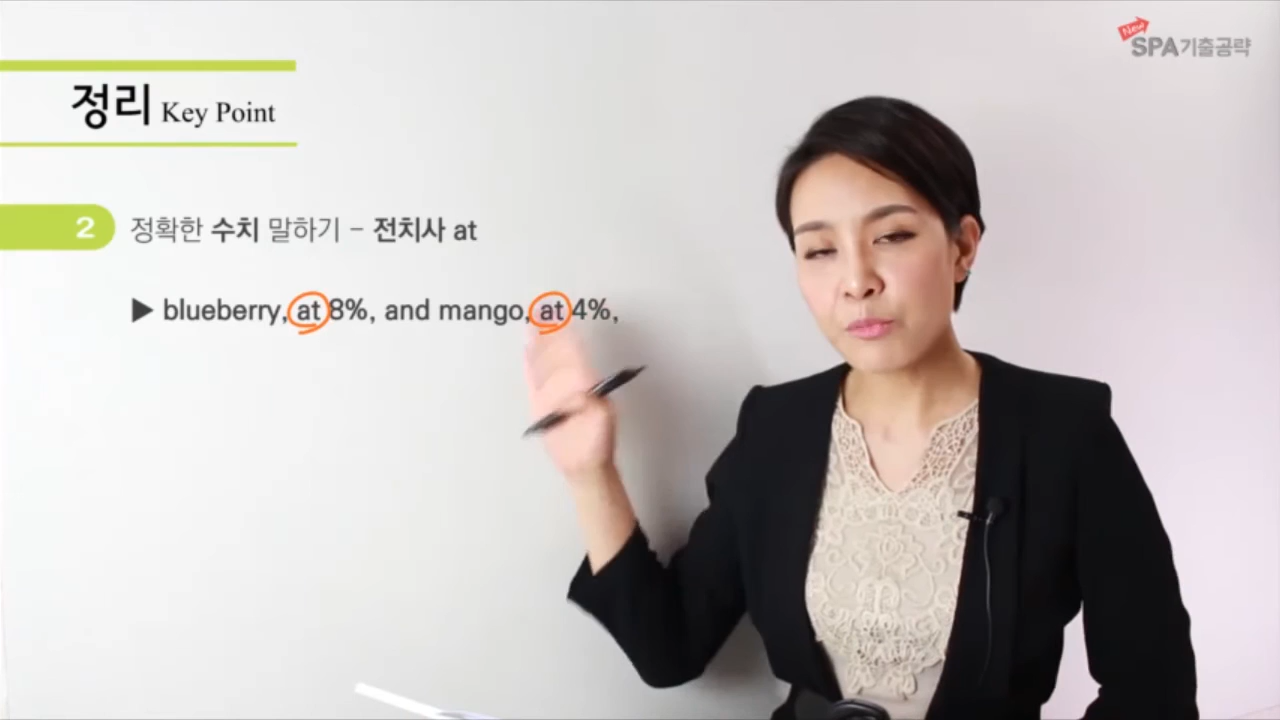 New
SPA기출공략
정리 Key Point
2 정확한 수치 말하기 - 전치사 at
▶ blueberry, at 8%, and mango, at 4%,